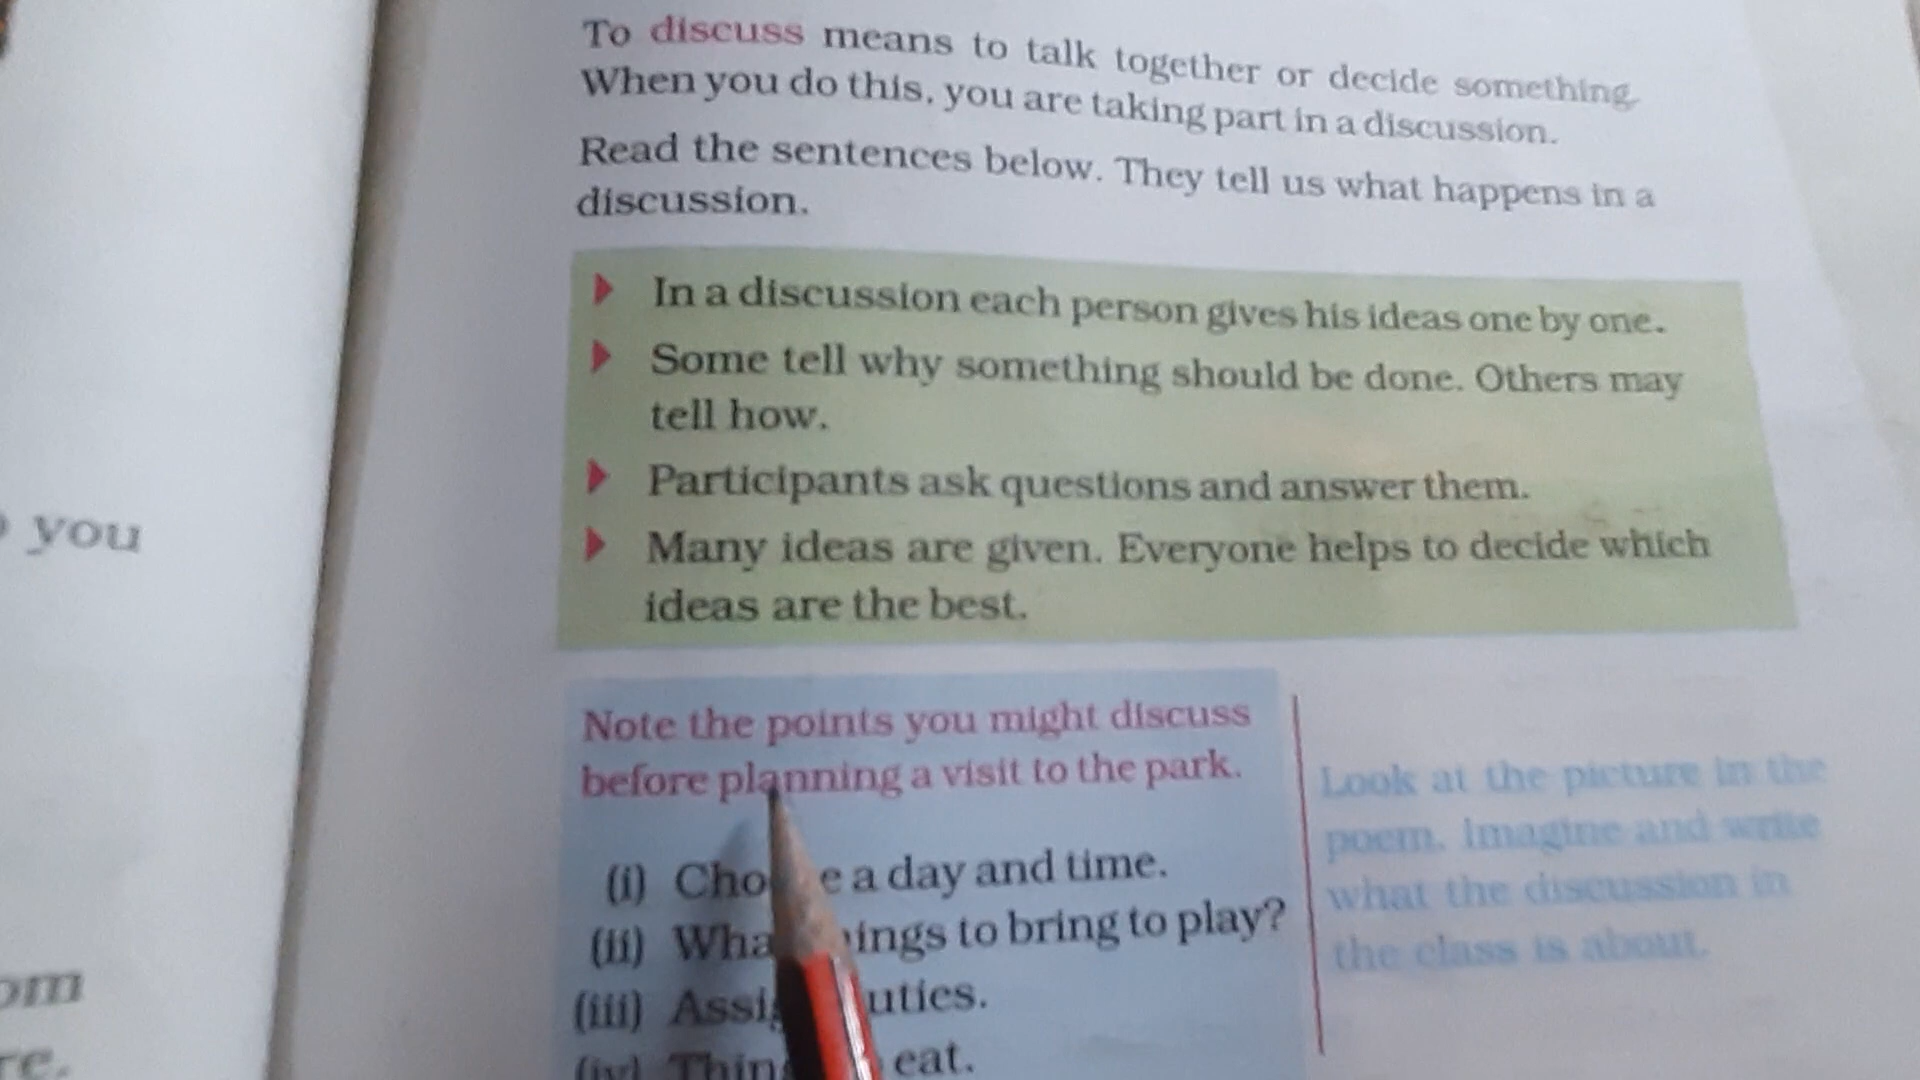 To discuss means to talk together or decide something.
When you do this, you are taking part in a discussion.
Read the sentences below. They tell us what happens in a
discussion.
In a discussion each person gives his ideas one by one.
Some tell why something should be done. Others may
tell how.
Participants ask questions and answer them.
Many ideas are given. Everyone helps to decide which
ideas are the best.
Note the points you might discuss
before planning a visit to the park.
(i) a day and time.
(ii) to bring to play?
(iii)
(iv) eat.
Look at the picture in the
poem. Imagine and write
what the discussion in
the class is about.
you